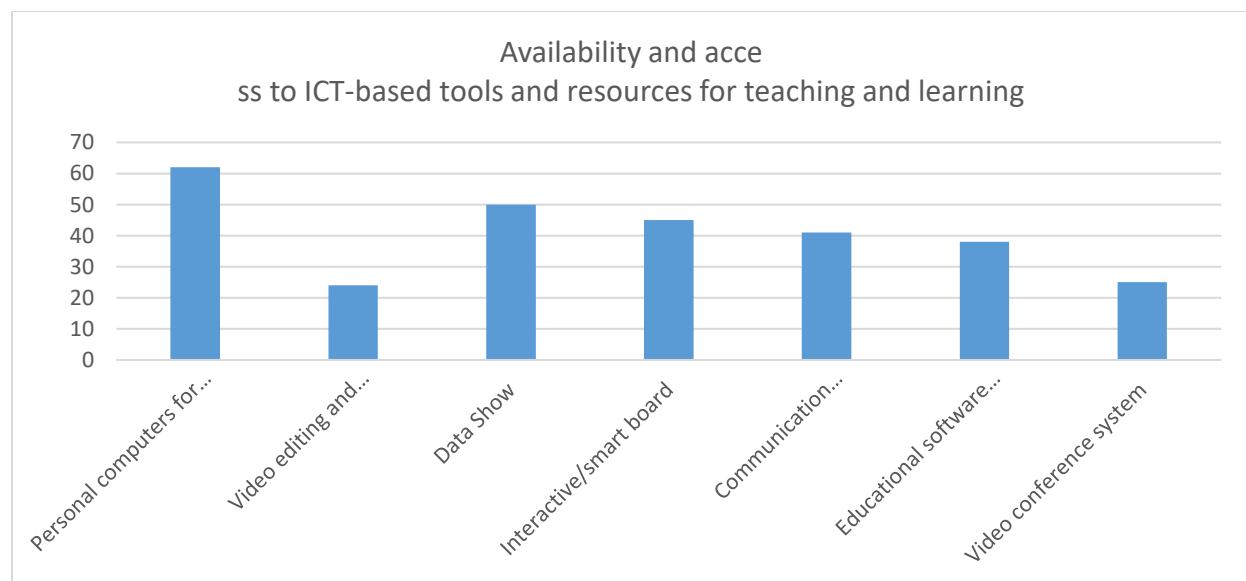 Availability and acce
ss to ICT-based tools and resources for teaching and learning
70
60
50
40
30
20
10
0
Personal computers for...
Video editing and...
Data Show
Interactive/smart board
Communication...
Educational software...
Video conference system